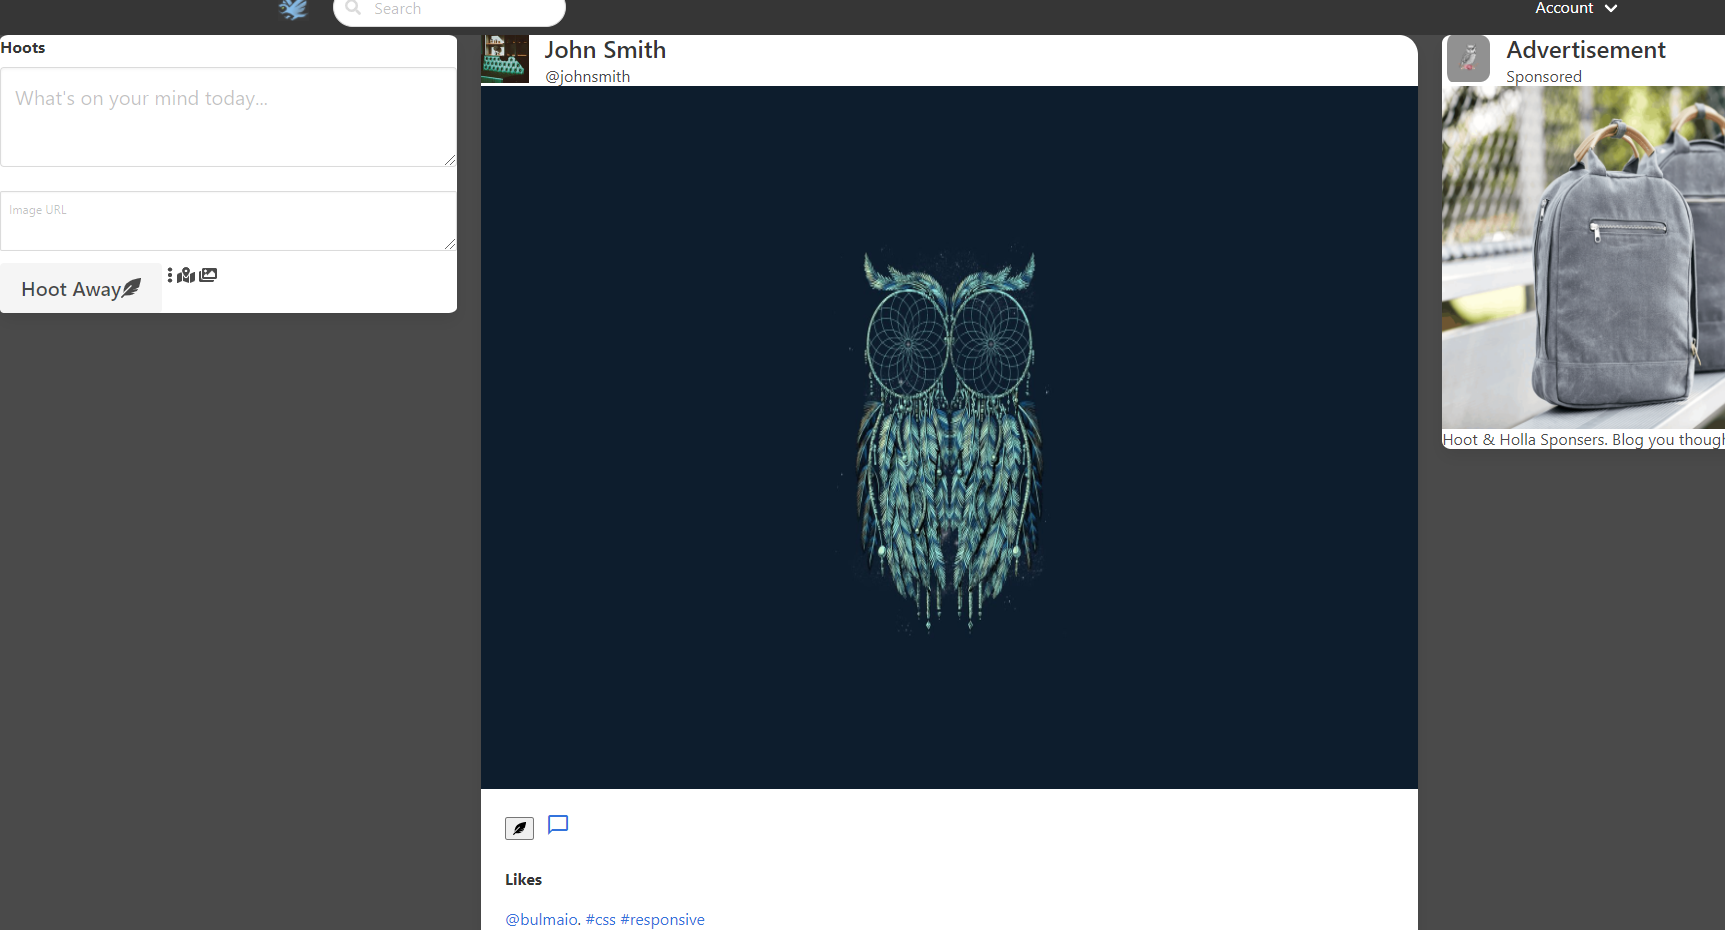 Search
Account
Hoots
What's on your mind today...
Image URL
Hoot Away
John Smith
@johnsmith
Likes
@bulmaio. #css #responsive
Advertisement
Sponsored
Hoot & Holla Sponsers. Blog you